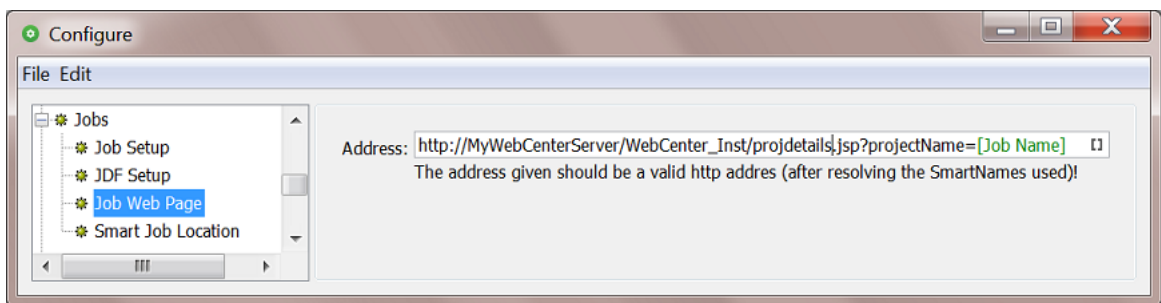 Configure
File Edit
Jobs
Job Setup
JDF Setup
Job Web Page
Smart Job Location
Address: http://MyWebCenterServer/WebCenter_Inst/projdetails.jsp?projectName=[Job Name] []
The address given should be a valid http addres (after resolving the SmartNames used)!